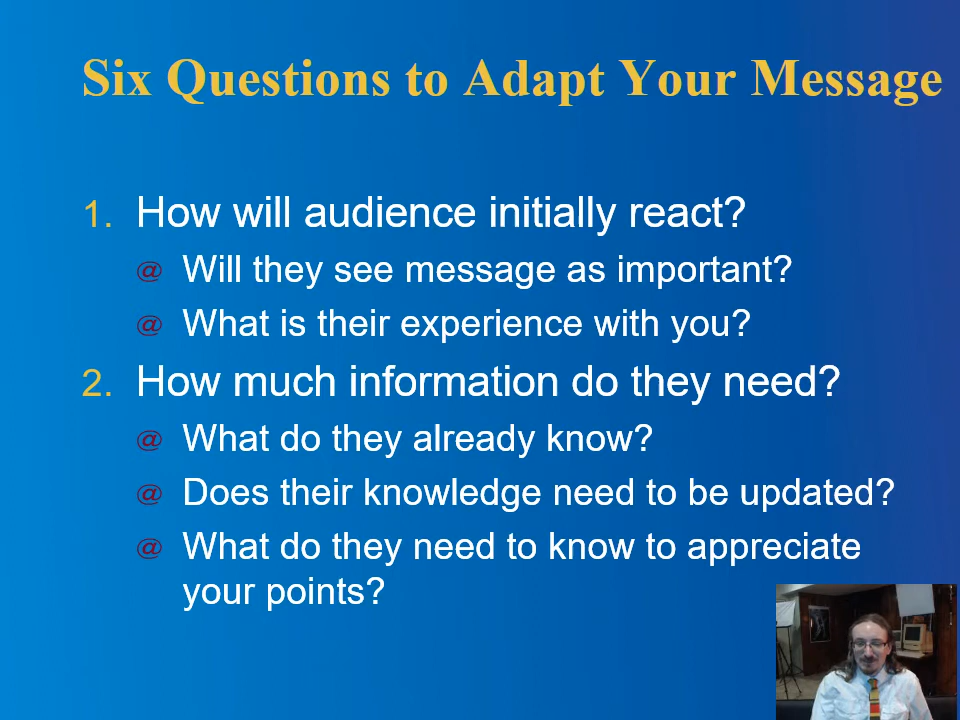 Six Questions to Adapt Your Message
1. How will audience initially react?
@ Will they see message as important?
@ What is their experience with you?
2. How much information do they need?
@ What do they already know?
@ Does their knowledge need to be updated?
@ What do they need to know to appreciate
your points?